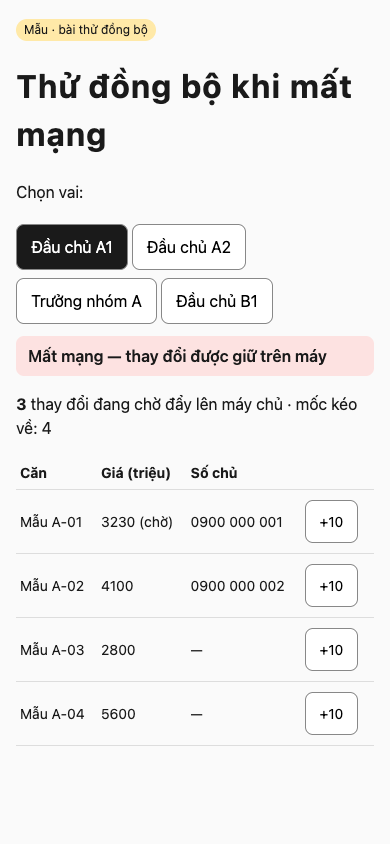 Mẫu · bài thử đồng bộ
Thử đồng bộ khi mất
mạng
Chọn vai:
Đầu chủ A1
Đầu chủ A2
Trưởng nhóm A
Đầu chủ B1
Mất mạng — thay đổi được giữ trên máy
3 thay đổi đang chờ đẩy lên máy chủ · mốc kéo
về: 4
Căn Giá (triệu) Số chủ
Mẫu A-01 3230 (chờ) 0900 000 001 +10
Mẫu A-02 4100 0900 000 002 +10
Mẫu A-03 2800 — +10
Mẫu A-04 5600 — +10